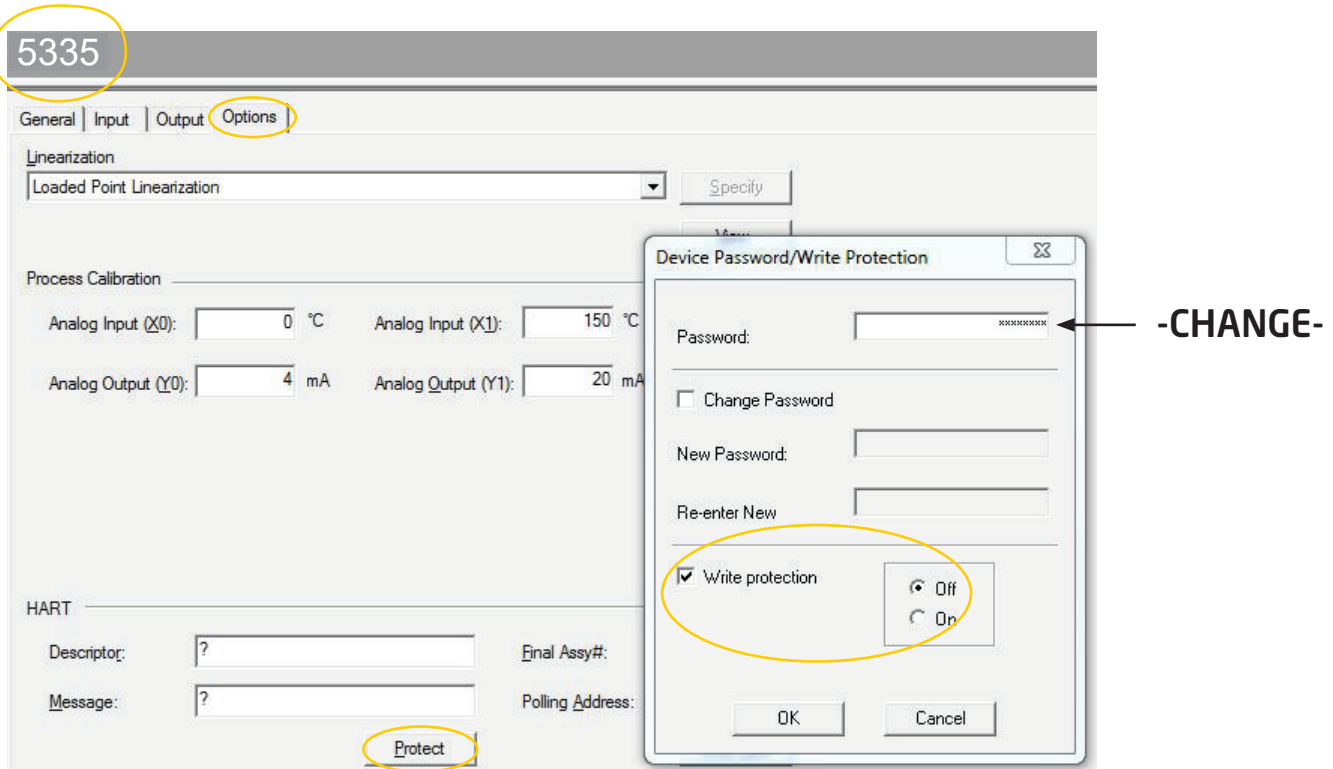 5335
General Input Output Options
Linearization
Loaded Point Linearization Specify
View
Process Calibration
Analog Input (X0): 0 °C Analog Input (X1): 150 °C
Analog Output (Y0): 4 mA Analog Output (Y1): 20 mA
HART
Descriptor: ? Final Assy#:
Message: ? Polling Address:
Protect
Device Password/Write Protection
Password: ******** -CHANGE-
Change Password
New Password:
Re-enter New
Write protection Off
On
OK Cancel